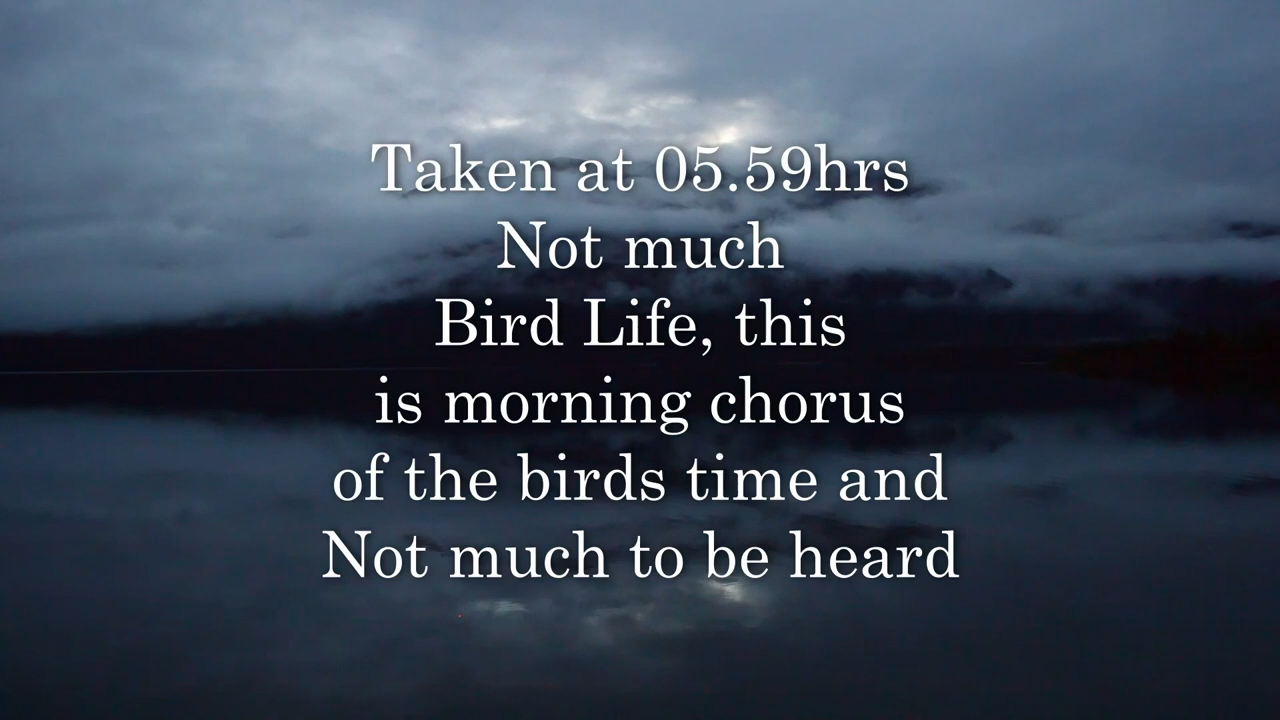 Taken at 05.59hrs
Not much
Bird Life, this
is morning chorus
of the birds time and
Not much to be heard